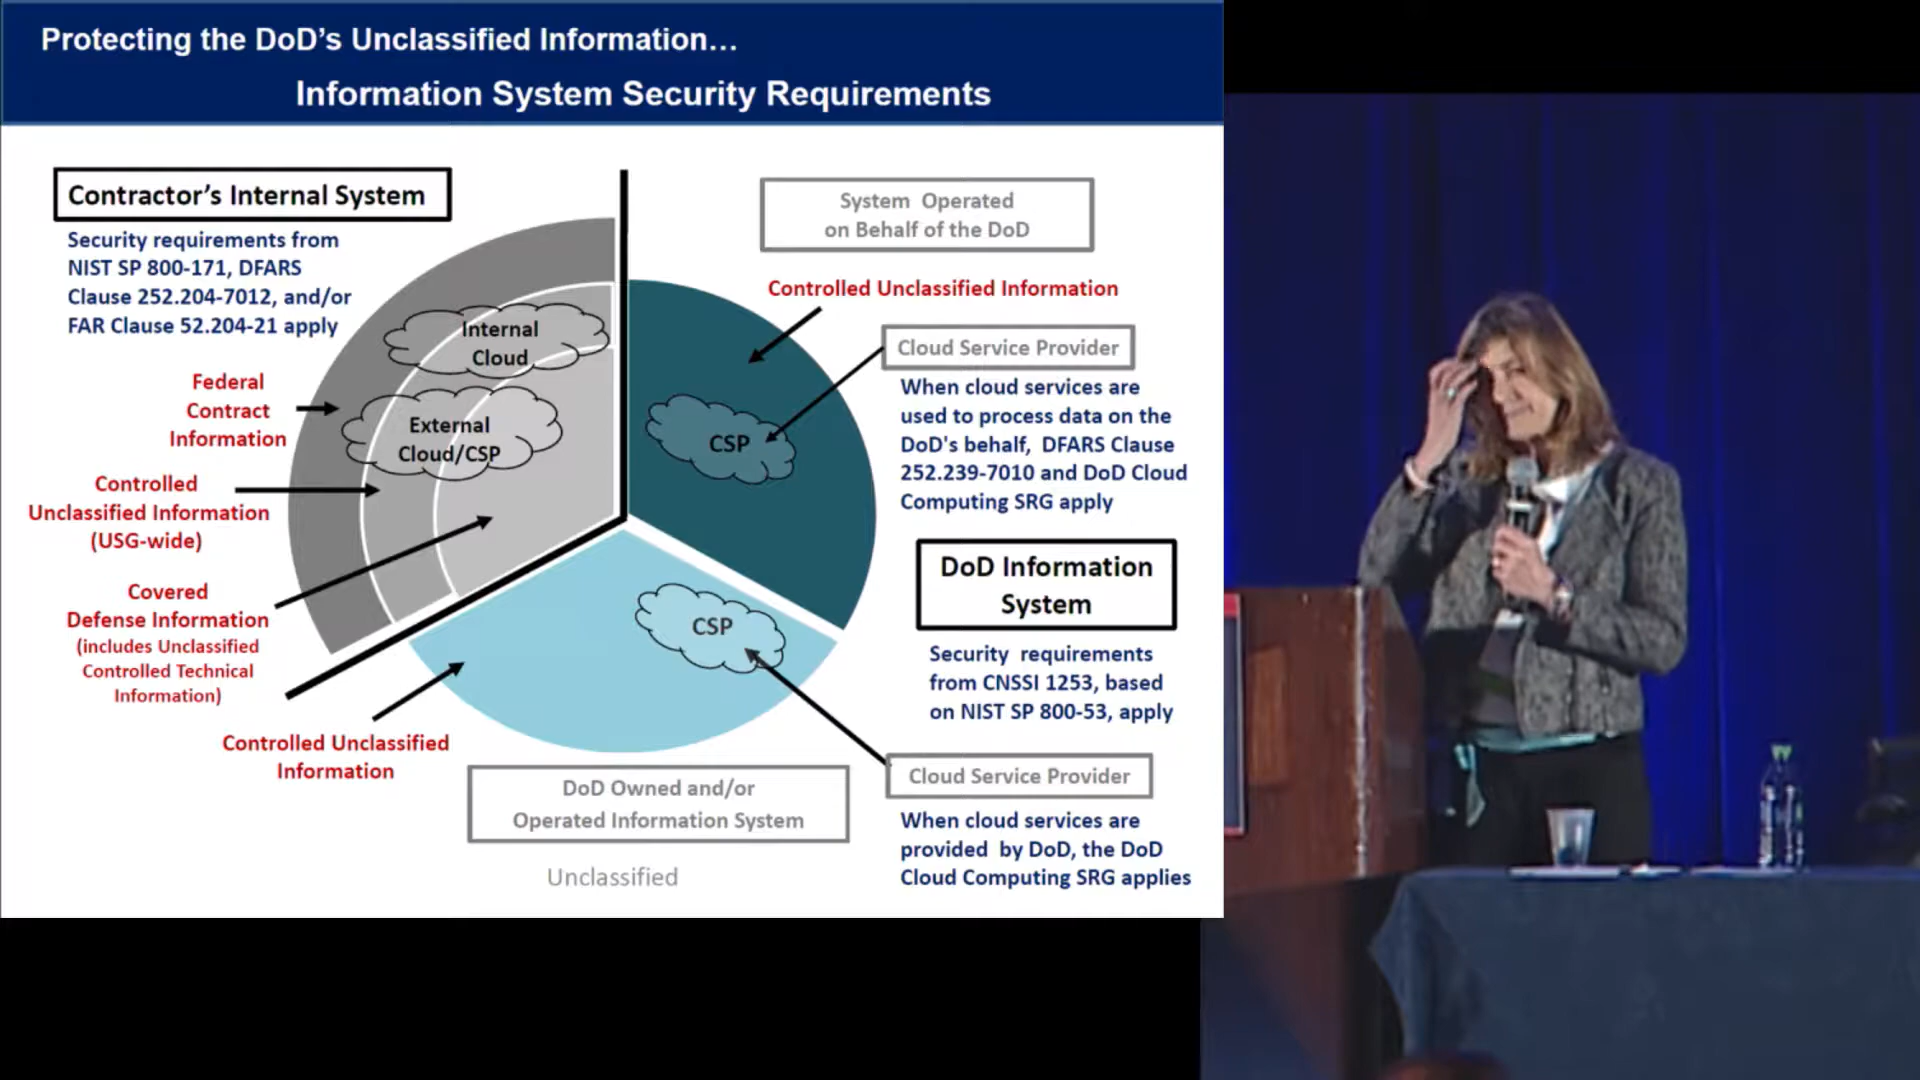 Protecting the DoD's Unclassified Information...
Information System Security Requirements
Contractor's Internal System
Security requirements from
NIST SP 800-171, DFARS
Clause 252.204-7012, and/or
FAR Clause 52.204-21 apply
Federal
Contract
Information
Controlled
Unclassified Information
(USG-wide)
Covered
Defense Information
(includes Unclassified
Controlled Technical
Information)
Controlled Unclassified
Information
Internal
Cloud
External
Cloud/CSP
System Operated
on Behalf of the DoD
Controlled Unclassified Information
Cloud Service Provider
CSP
When cloud services are
used to process data on the
DoD's behalf, DFARS Clause
252.239-7010 and DoD Cloud
Computing SRG apply
DoD Information
System
Security requirements
from CNSSI 1253, based
on NIST SP 800-53, apply
CSP
Cloud Service Provider
When cloud services are
provided by DoD, the DoD
Cloud Computing SRG applies
DoD Owned and/or
Operated Information System
Unclassified